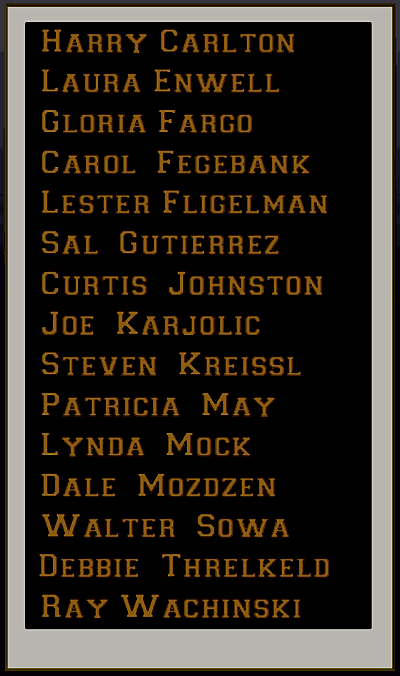 Harry Carlton
Laura Enwell
Gloria Fargo
Carol Fegebank
Lester Fligelman
Sal Gutierrez
Curtis Johnston
Joe Karjolic
Steven Kreissl
Patricia May
Lynda Mock
Dale Mozdzen
Walter Sowa
Debbie Threlkeld
Ray Wachinski